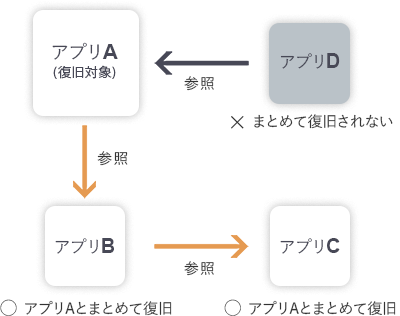 アプリA
(復旧対象)
アプリD
参照
× まとめて復旧されない
参照
アプリB
アプリC
参照
○ アプリAとまとめて復旧
○ アプリAとまとめて復旧